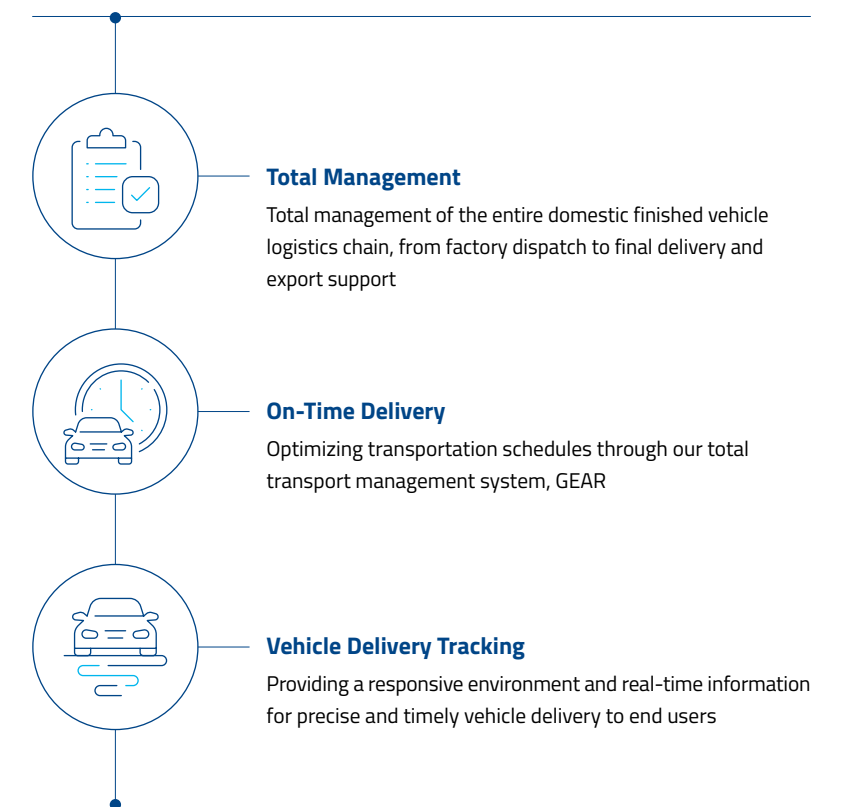 Total Management
Total management of the entire domestic finished vehicle
logistics chain, from factory dispatch to final delivery and
export support
On-Time Delivery
Optimizing transportation schedules through our total
transport management system, GEAR
Vehicle Delivery Tracking
Providing a responsive environment and real-time information
for precise and timely vehicle delivery to end users